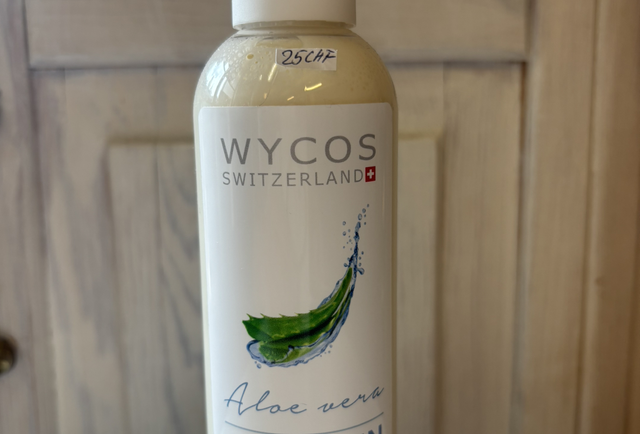 25CHF
WYCOS
SWITZERLAND
Aloe vera